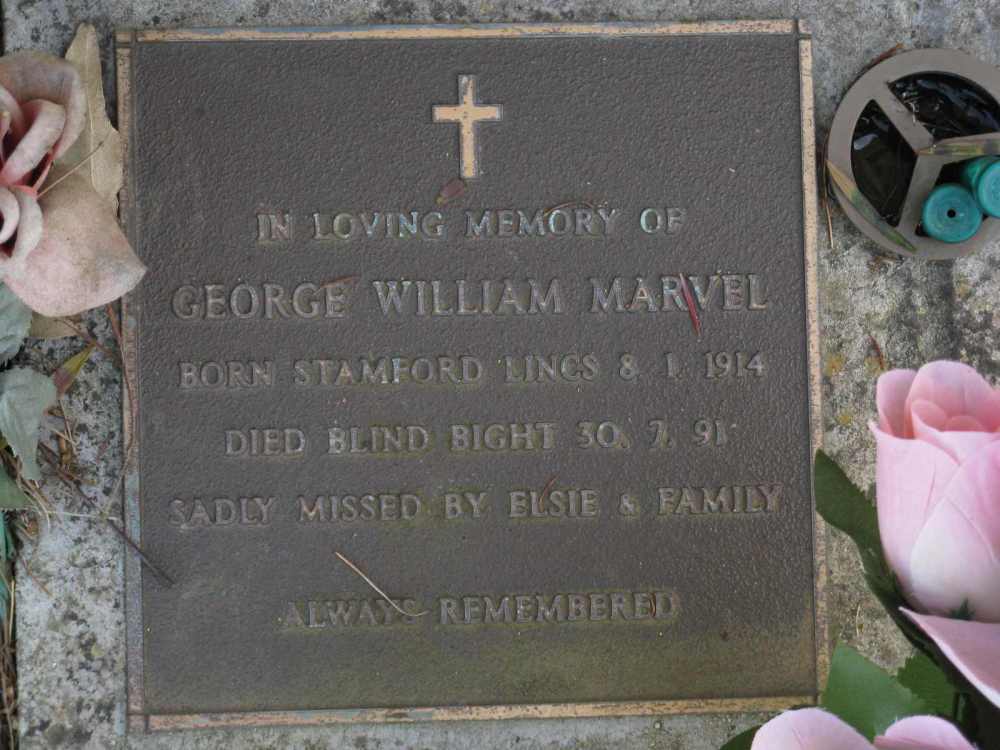 IN LOVING MEMORY OF
GEORGE WILLIAM MARVEL
BORN STAMFORD LINCS 8. 1. 1914
DIED BLIND BIGHT 30. 7. 91
SADLY MISSED BY ELSIE & FAMILY
ALWAYS REMEMBERED